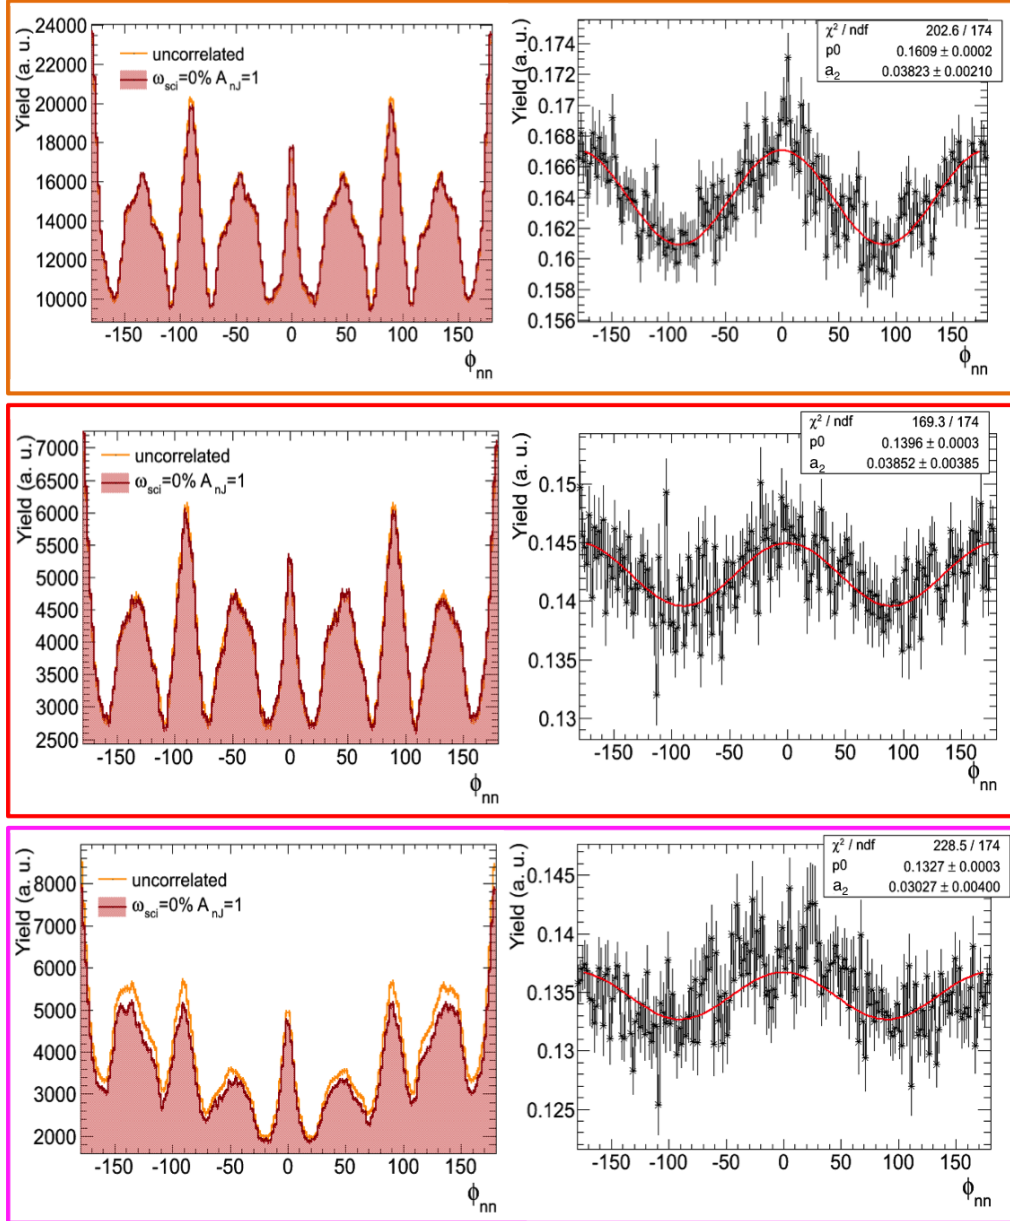 Yield (a. u.)
24000
22000
20000
18000
16000
14000
12000
10000
uncorrelated
ω_sci=0% A_nJ=1
-150 -100 -50 0 50 100 150
ϕ_nn
Yield (a. u.)
0.174
0.172
0.17
0.168
0.166
0.164
0.162
0.16
0.158
0.156
χ² / ndf 202.6 / 174
p0 0.1609 ± 0.0002
a_2 0.03823 ± 0.00210
-150 -100 -50 0 50 100 150
ϕ_nn
Yield (a. u.)
7000
6500
6000
5500
5000
4500
4000
3500
3000
2500
uncorrelated
ω_sci=0% A_nJ=1
-150 -100 -50 0 50 100 150
ϕ_nn
Yield (a. u.)
0.15
0.145
0.14
0.135
0.13
χ² / ndf 169.3 / 174
p0 0.1396 ± 0.0003
a_2 0.03852 ± 0.00385
-150 -100 -50 0 50 100 150
ϕ_nn
Yield (a. u.)
8000
7000
6000
5000
4000
3000
2000
uncorrelated
ω_sci=0% A_nJ=1
-150 -100 -50 0 50 100 150
ϕ_nn
Yield (a. u.)
0.145
0.14
0.135
0.13
0.125
χ² / ndf 228.5 / 174
p0 0.1327 ± 0.0003
a_2 0.03027 ± 0.00400
-150 -100 -50 0 50 100 150
ϕ_nn